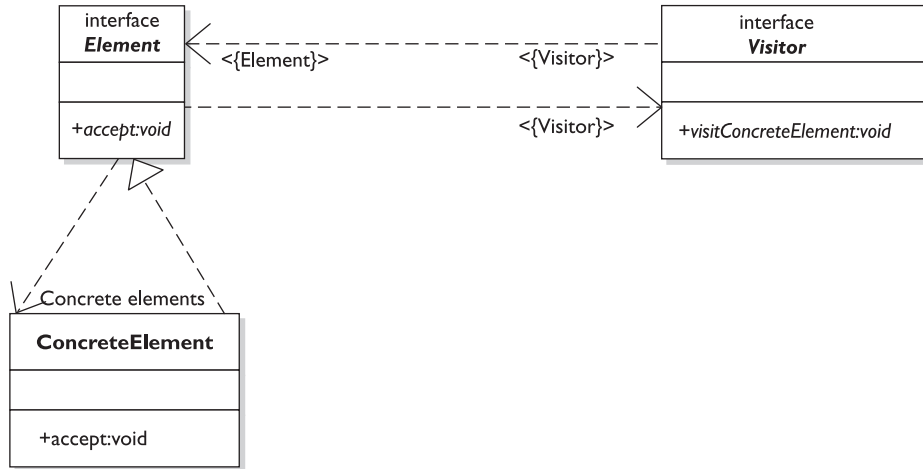 interface
Element
+accept:void
<{Element}>
<{Visitor}>
<{Visitor}>
interface
Visitor
+visitConcreteElement:void
Concrete elements
ConcreteElement
+accept:void